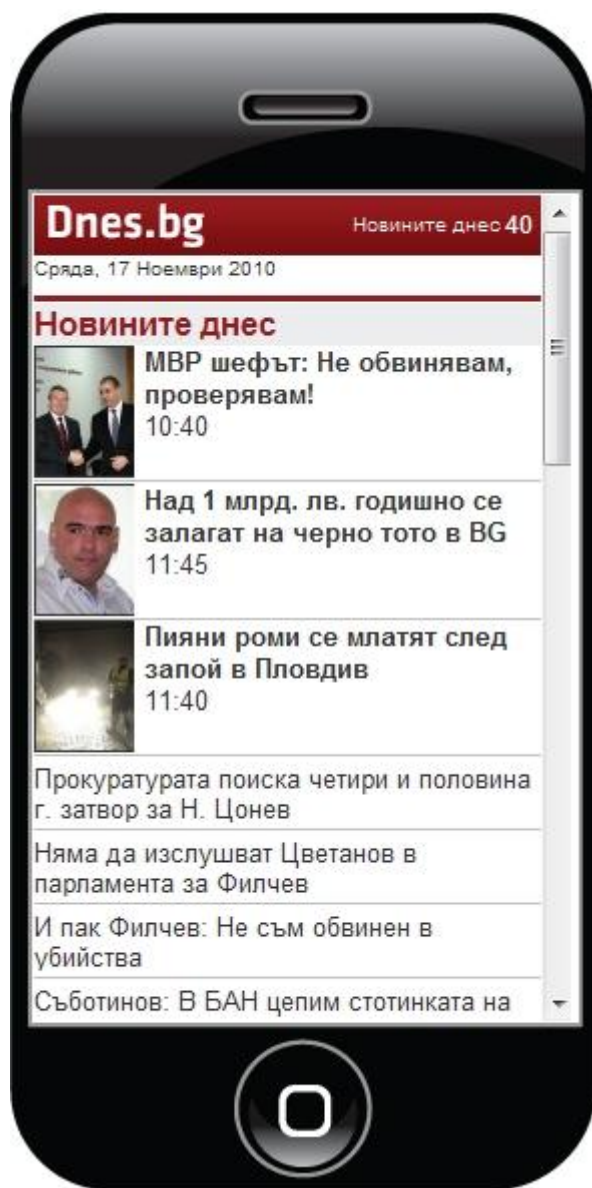 Dnes.bg
Новините днес 40
Сряда, 17 Ноември 2010
Новините днес
МВР шефът: Не обвинявам,
проверявам!
10:40
Над 1 млрд. лв. годишно се
залагат на черно тото в BG
11:45
Пияни роми се млатят след
запой в Пловдив
11:40
Прокуратурата поиска четири и половина
г. затвор за Н. Цонев
Няма да изслушват Цветанов в
парламента за Филчев
И пак Филчев: Не съм обвинен в
убийства
Съботинов: В БАН цепим стотинката на